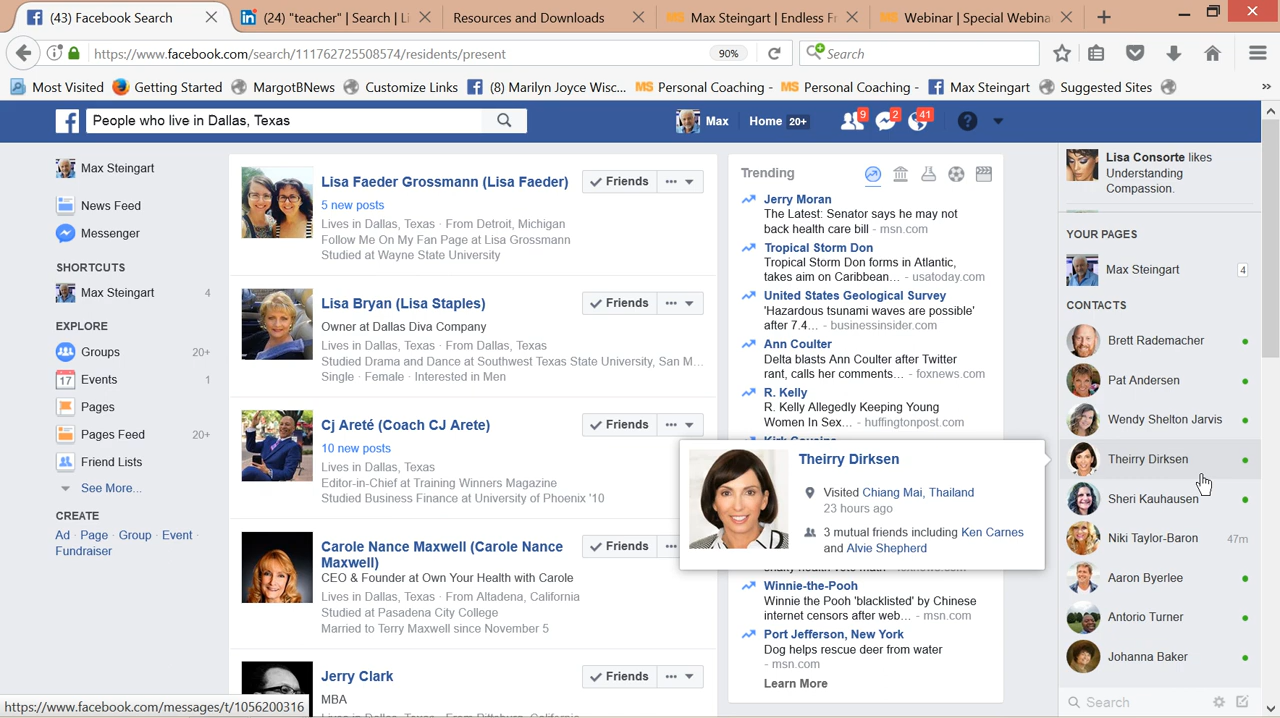 (43) Facebook Search
(24) "teacher" | Search | Li
Resources and Downloads
MS Max Steingart | Endless Fr
MS Webinar | Special Webina
https://www.facebook.com/search/111762725508574/residents/present
90%
Search
Most Visited
Getting Started
MargotBNews
Customize Links
(8) Marilyn Joyce Wisc...
MS Personal Coaching -
MS Personal Coaching -
Max Steingart
Suggested Sites
People who live in Dallas, Texas
Max
Home 20+
9
2
41
Max Steingart
News Feed
Messenger
SHORTCUTS
Max Steingart 4
EXPLORE
Groups 20+
17 Events 1
Pages
Pages Feed 20+
Friend Lists
See More...
CREATE
Ad · Page · Group · Event ·
Fundraiser
Lisa Faeder Grossmann (Lisa Faeder)
Friends
5 new posts
Lives in Dallas, Texas · From Detroit, Michigan
Follow Me On My Fan Page at Lisa Grossmann
Studied at Wayne State University
Lisa Bryan (Lisa Staples)
Friends
Owner at Dallas Diva Company
Lives in Dallas, Texas · From Dallas, Texas
Studied Drama and Dance at Southwest Texas State University, San M...
Single · Female · Interested in Men
Cj Areté (Coach CJ Arete)
Friends
10 new posts
Lives in Dallas, Texas
Editor-in-Chief at Training Winners Magazine
Studied Business Finance at University of Phoenix '10
Carole Nance Maxwell (Carole Nance
Maxwell)
Friends
CEO & Founder at Own Your Health with Carole
Lives in Dallas, Texas · From Altadena, California
Studied at Pasadena City College
Married to Terry Maxwell since November 5
Jerry Clark
Friends
MBA
Trending
Jerry Moran
The Latest: Senator says he may not
back health care bill - msn.com
Tropical Storm Don
Tropical Storm Don forms in Atlantic,
takes aim on Caribbean... - usatoday.com
United States Geological Survey
'Hazardous tsunami waves are possible'
after 7.4... - businessinsider.com
Ann Coulter
Delta blasts Ann Coulter after Twitter
rant, calls her comments... - foxnews.com
R. Kelly
R. Kelly Allegedly Keeping Young
Women In Sex... - huffingtonpost.com
Theirry Dirksen
Visited Chiang Mai, Thailand
23 hours ago
3 mutual friends including Ken Carnes
and Alvie Shepherd
Winnie-the-Pooh
Winnie the Pooh 'blacklisted' by Chinese
internet censors after web... - msn.com
Port Jefferson, New York
Dog helps rescue deer from water
- msn.com
Learn More
Lisa Consorte likes
Understanding
Compassion.
YOUR PAGES
Max Steingart 4
CONTACTS
Brett Rademacher
Pat Andersen
Wendy Shelton Jarvis
Theirry Dirksen
Sheri Kauhausen
Niki Taylor-Baron 47m
Aaron Byerlee
Antorio Turner
Johanna Baker
Search
https://www.facebook.com/messages/t/1056200316